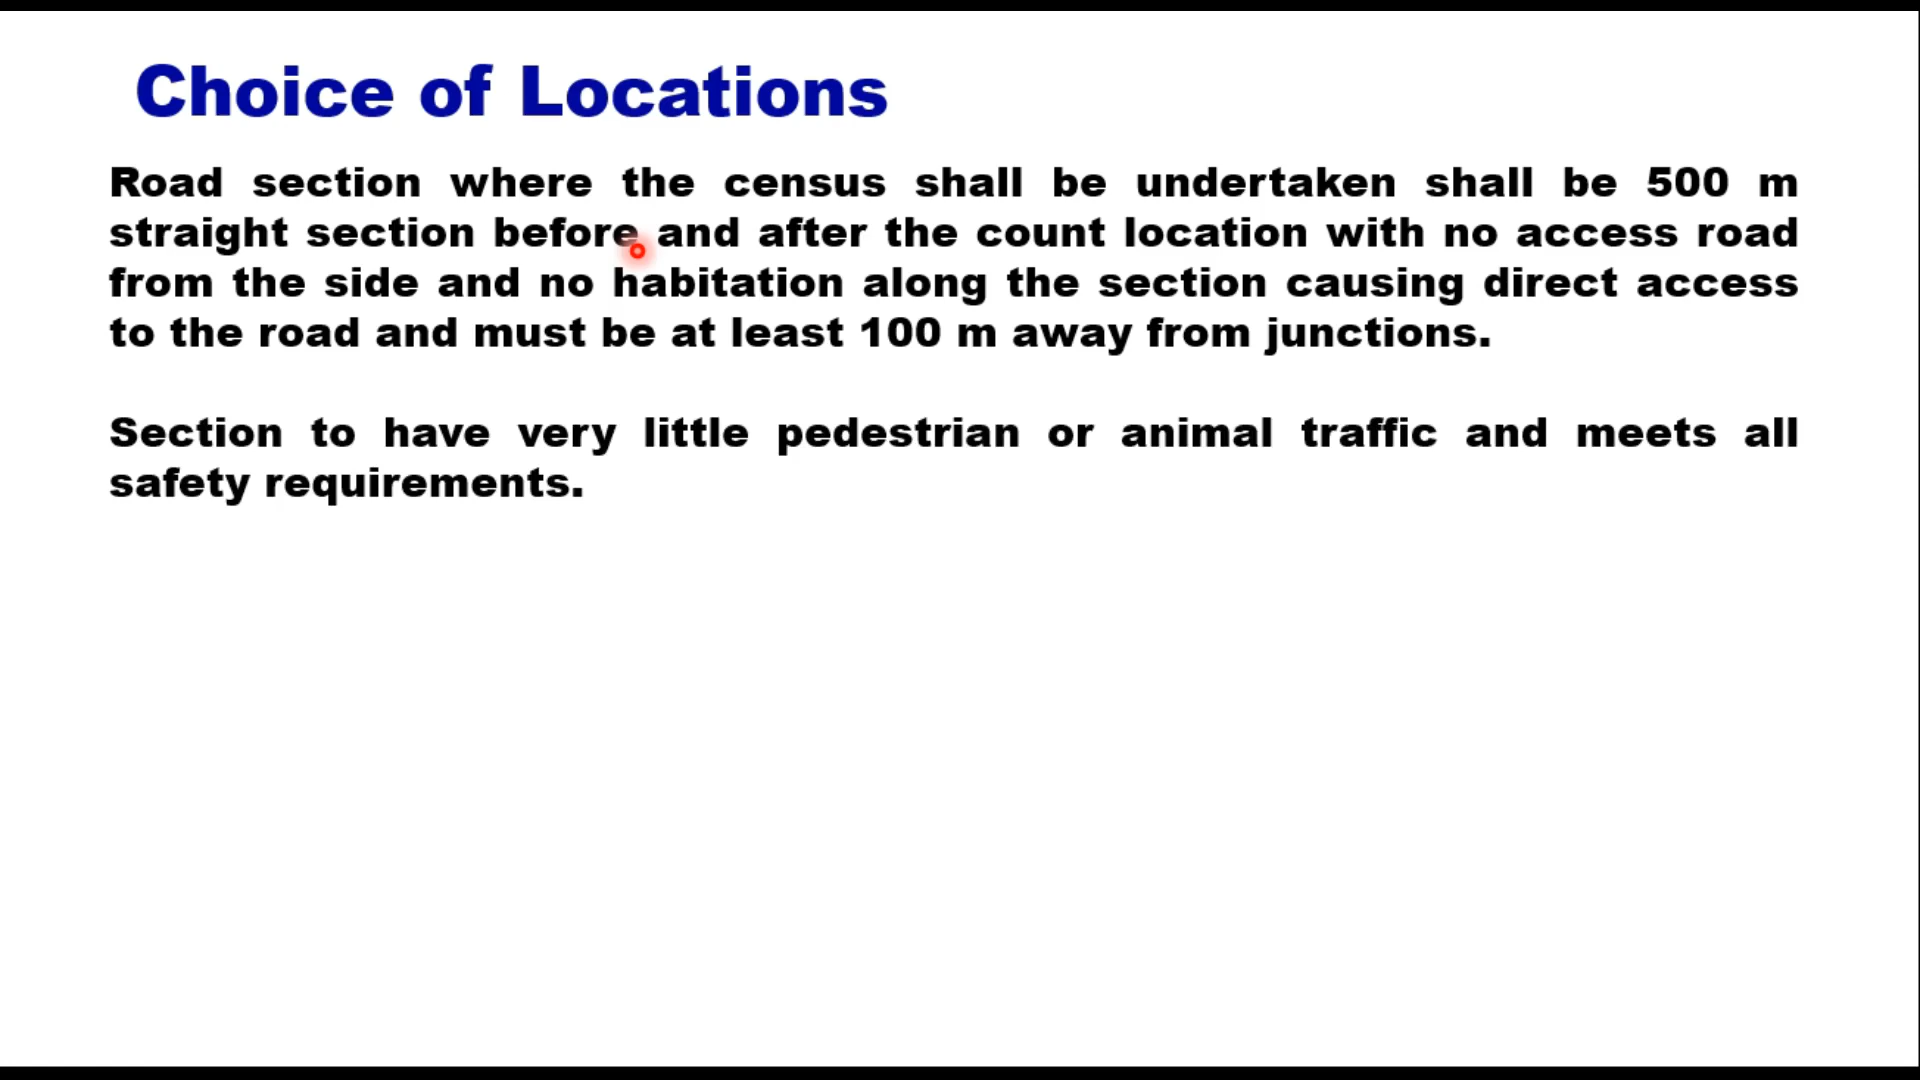 Choice of Locations
Road section where the census shall be undertaken shall be 500 m
straight section before and after the count location with no access road
from the side and no habitation along the section causing direct access
to the road and must be at least 100 m away from junctions.
Section to have very little pedestrian or animal traffic and meets all
safety requirements.